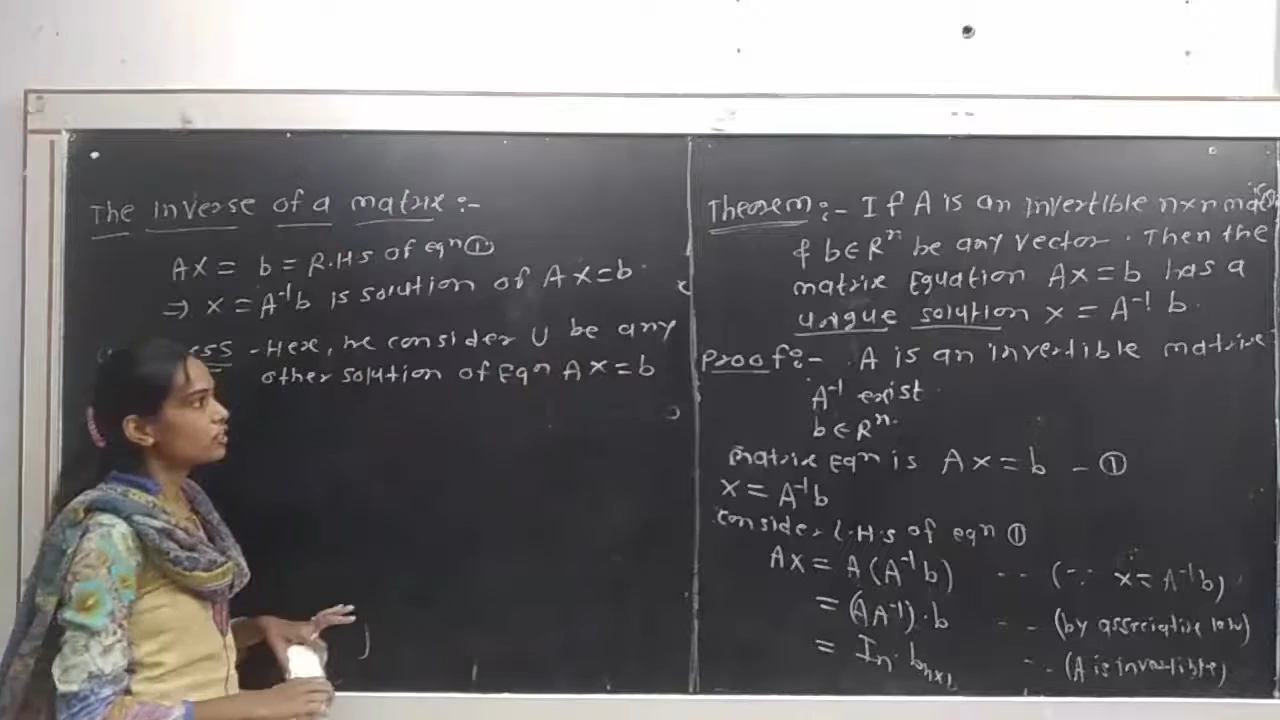 The inverse of a matrix :-
AX = b = R.H.S of eqn ①
⇒ x = A⁻¹b is solution of AX = b.
ess - Here, we consider U be any
other solution of Eqn AX = b
Theorem :- If A is an invertible n×n matrix
& b ∈ Rⁿ be any vector. Then the
matrix Equation AX = b has a
unique solution x = A⁻¹ b.
Proof :- A is an invertible matrix
A⁻¹ exist
b ∈ Rⁿ.
matrix Eqn is AX = b - ①
x = A⁻¹b
consider L.H.S of eqn ①
AX = A(A⁻¹b) -- (∵ x = A⁻¹b)
= (AA⁻¹)·b -- (by associative law)
= Iₙ· bₙₓ₁ -- (A is invertible)